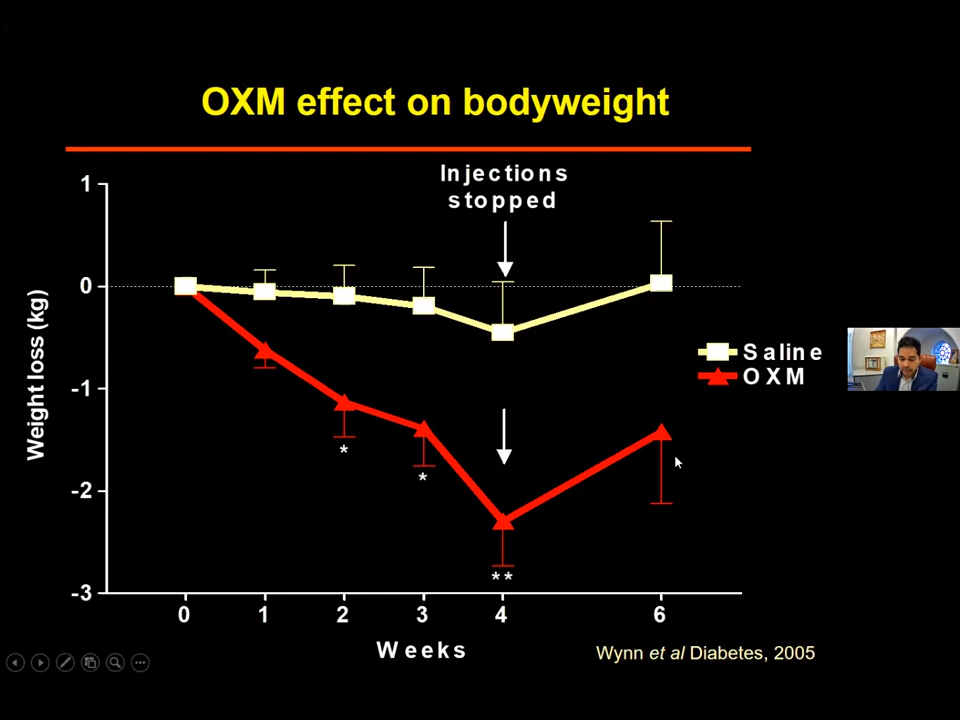 OXM effect on bodyweight
Injections
stopped
1
0
-1
-2
-3
Weight loss (kg)
*
*
**
Saline
OXM
0 1 2 3 4 6
Weeks
Wynn et al Diabetes, 2005